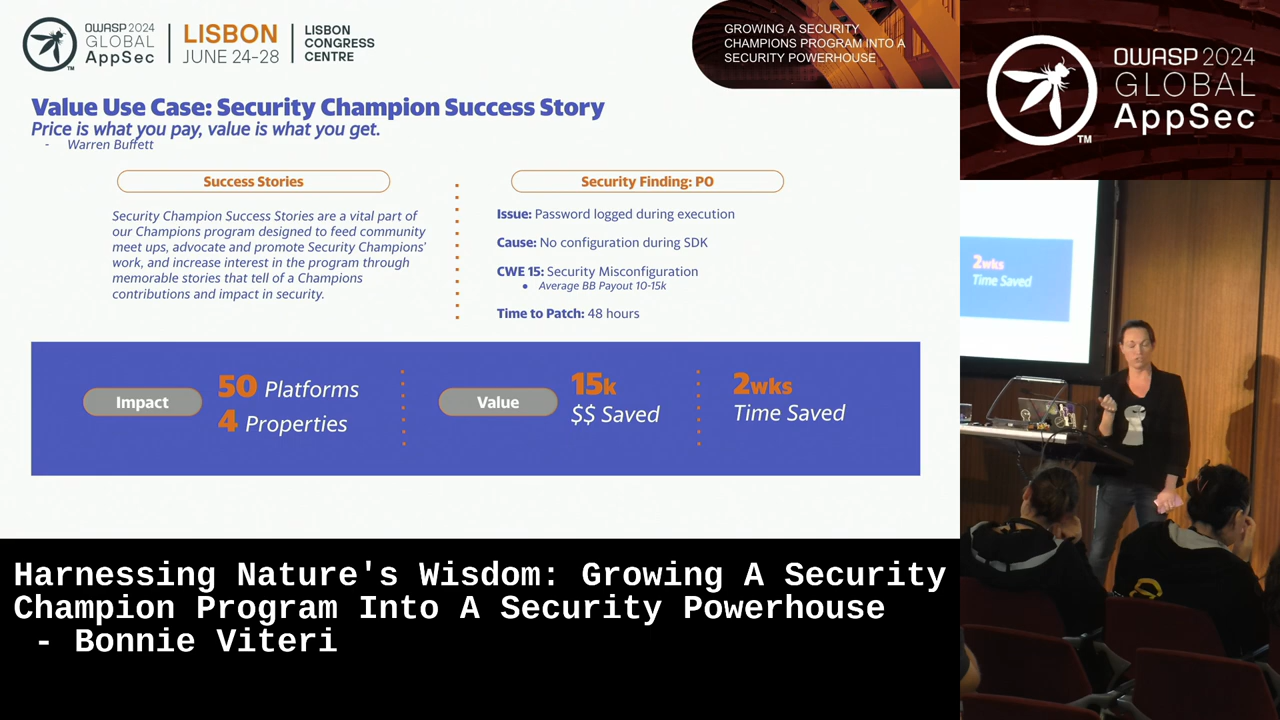 OWASP 2024
GLOBAL
AppSec
TM
LISBON
JUNE 24-28
LISBON
CONGRESS
CENTRE
GROWING A SECURITY
CHAMPIONS PROGRAM INTO A
SECURITY POWERHOUSE
Value Use Case: Security Champion Success Story
Price is what you pay, value is what you get.
- Warren Buffett
Success Stories
Security Champion Success Stories are a vital part of
our Champions program designed to feed community
meet ups, advocate and promote Security Champions'
work, and increase interest in the program through
memorable stories that tell of a Champions
contributions and impact in security.
Security Finding: P0
Issue: Password logged during execution
Cause: No configuration during SDK
CWE 15: Security Misconfiguration
• Average BB Payout 10-15k
Time to Patch: 48 hours
Impact
50 Platforms
4 Properties
Value
15k
$$ Saved
2wks
Time Saved
OWASP 2024
GLOBAL
AppSec
TM
2wks
Time Saved
Harnessing Nature's Wisdom: Growing A Security
Champion Program Into A Security Powerhouse
- Bonnie Viteri